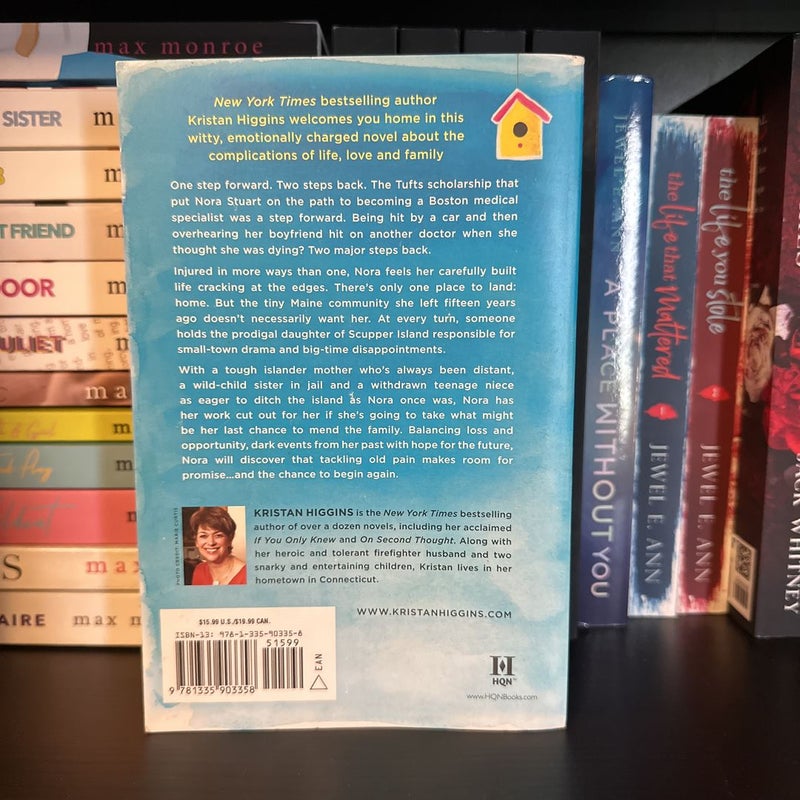 max monroe
SISTER
m
m
T FRIEND
m
OOR
m
ULIET
m
ma
m
m
S
ma
AIRE
max m
New York Times bestselling author
Kristan Higgins welcomes you home in this
witty, emotionally charged novel about the
complications of life, love and family
One step forward. Two steps back. The Tufts scholarship that
put Nora Stuart on the path to becoming a Boston medical
specialist was a step forward. Being hit by a car and then
overhearing her boyfriend hit on another doctor when she
thought she was dying? Two major steps back.
Injured in more ways than one, Nora feels her carefully built
life cracking at the edges. There's only one place to land:
home. But the tiny Maine community she left fifteen years
ago doesn't necessarily want her. At every turn, someone
holds the prodigal daughter of Scupper Island responsible for
small-town drama and big-time disappointments.
With a tough islander mother who's always been distant,
a wild-child sister in jail and a withdrawn teenage niece
as eager to ditch the island as Nora once was, Nora has
her work cut out for her if she's going to take what might
be her last chance to mend the family. Balancing loss and
opportunity, dark events from her past with hope for the future,
Nora will discover that tackling old pain makes room for
promise...and the chance to begin again.
PHOTO CREDIT: MARIE CURTIS
KRISTAN HIGGINS is the New York Times bestselling
author of over a dozen novels, including her acclaimed
If You Only Knew and On Second Thought. Along with
her heroic and tolerant firefighter husband and two
snarky and entertaining children, Kristan lives in her
hometown in Connecticut.
WWW.KRISTANHIGGINS.COM
$15.99 U.S./$19.99 CAN.
ISBN-13: 978-1-335-90335-8
51599
EAN
9 781335 903358
HQN™
www.HQNBooks.com
JEWEL E. ANN
A PLACE WITHOUT YOU
the life that Mattered
JEWEL E. ANN
the life you stole
JEWEL E. ANN
JACK WHITNEY